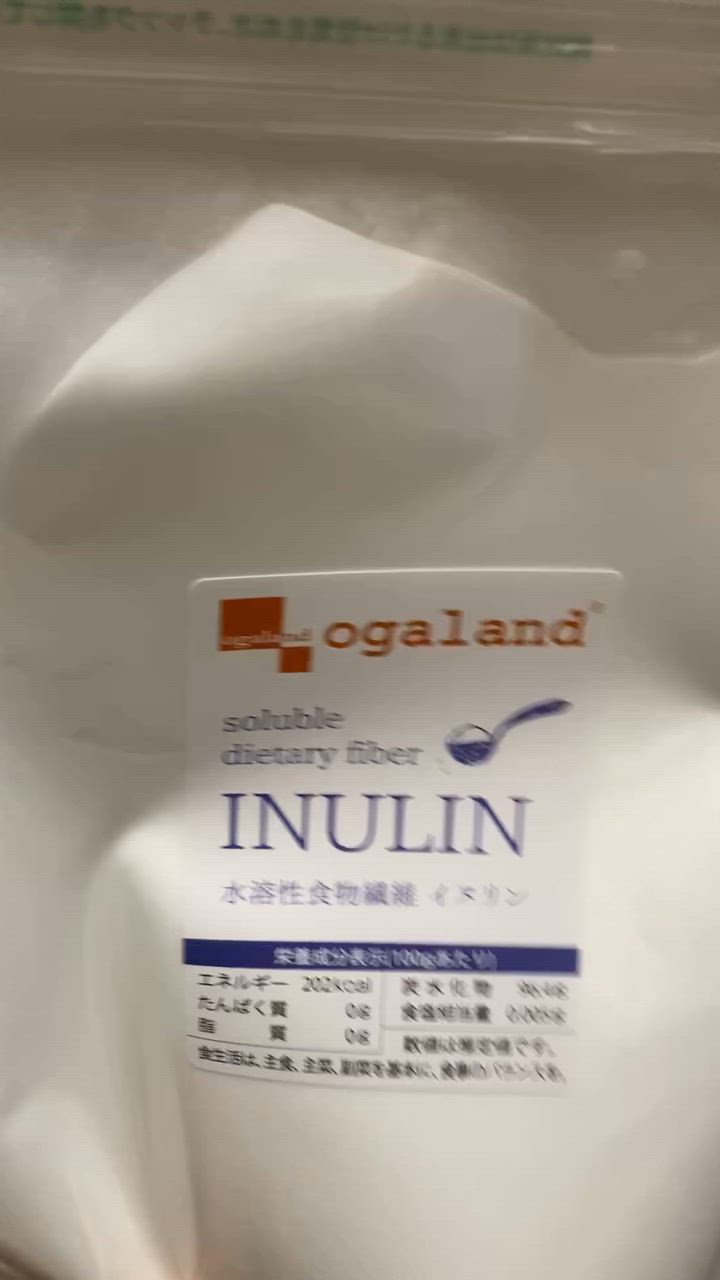 ogaland
ogaland®
soluble
dietary fiber
INULIN
水溶性食物繊維 イヌリン
栄養成分表示(100gあたり)
エネルギー 202kcal
たんぱく質 0g
脂質 0g
炭水化物
食塩相当量
数値は推定値です。
食生活は、主食、主菜、副菜を基本に、食事のバランスを。